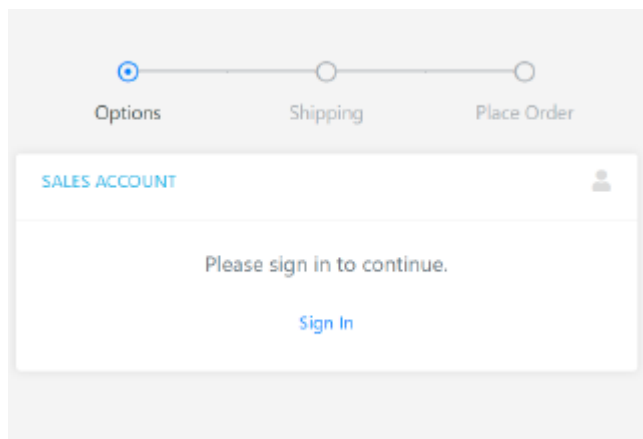 Options Shipping Place Order
SALES ACCOUNT
Please sign in to continue.
Sign In